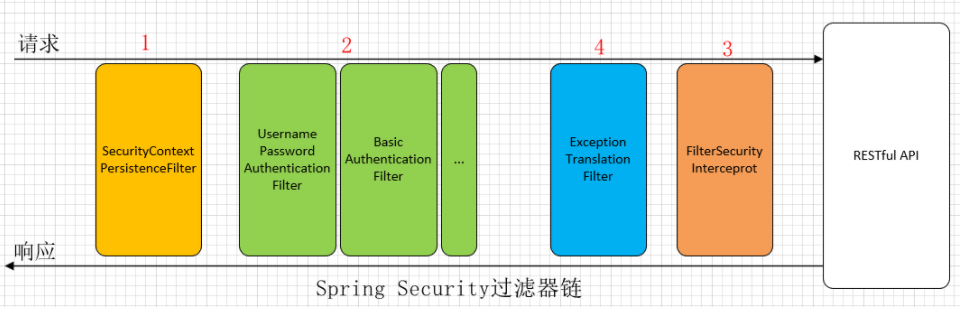 请求
1
2
4
3
SecurityContext
PersistenceFilter
Username
Password
Authentication
Filter
Basic
Authentication
Filter
...
Exception
Translation
Filter
FilterSecurity
Interceprot
RESTful API
响应
Spring Security过滤器链